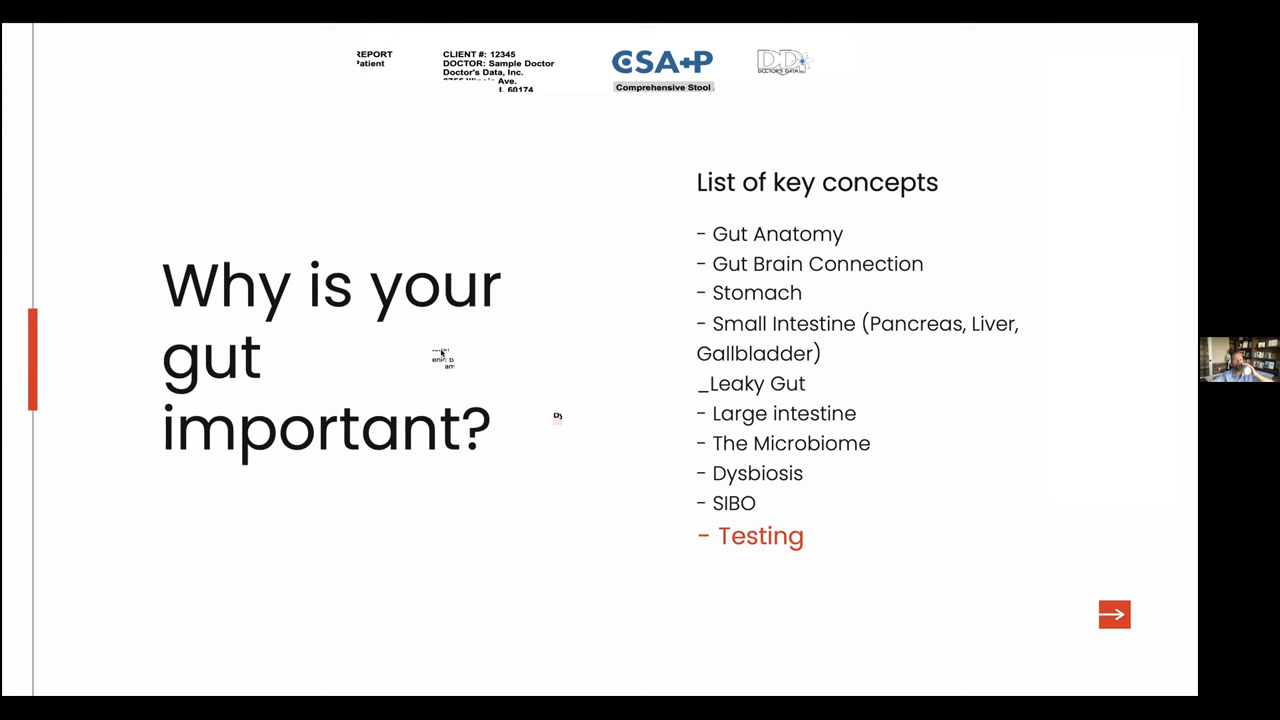 REPORT
Patient
CLIENT #: 12345
DOCTOR: Sample Doctor
Doctor's Data, Inc.
Ave.
60174
CSA+P
Comprehensive Stool
DD
DOCTOR'S DATA
Why is your
gut
important?
List of key concepts
- Gut Anatomy
- Gut Brain Connection
- Stomach
- Small Intestine (Pancreas, Liver,
Gallbladder)
_Leaky Gut
- Large intestine
- The Microbiome
- Dysbiosis
- SIBO
- Testing